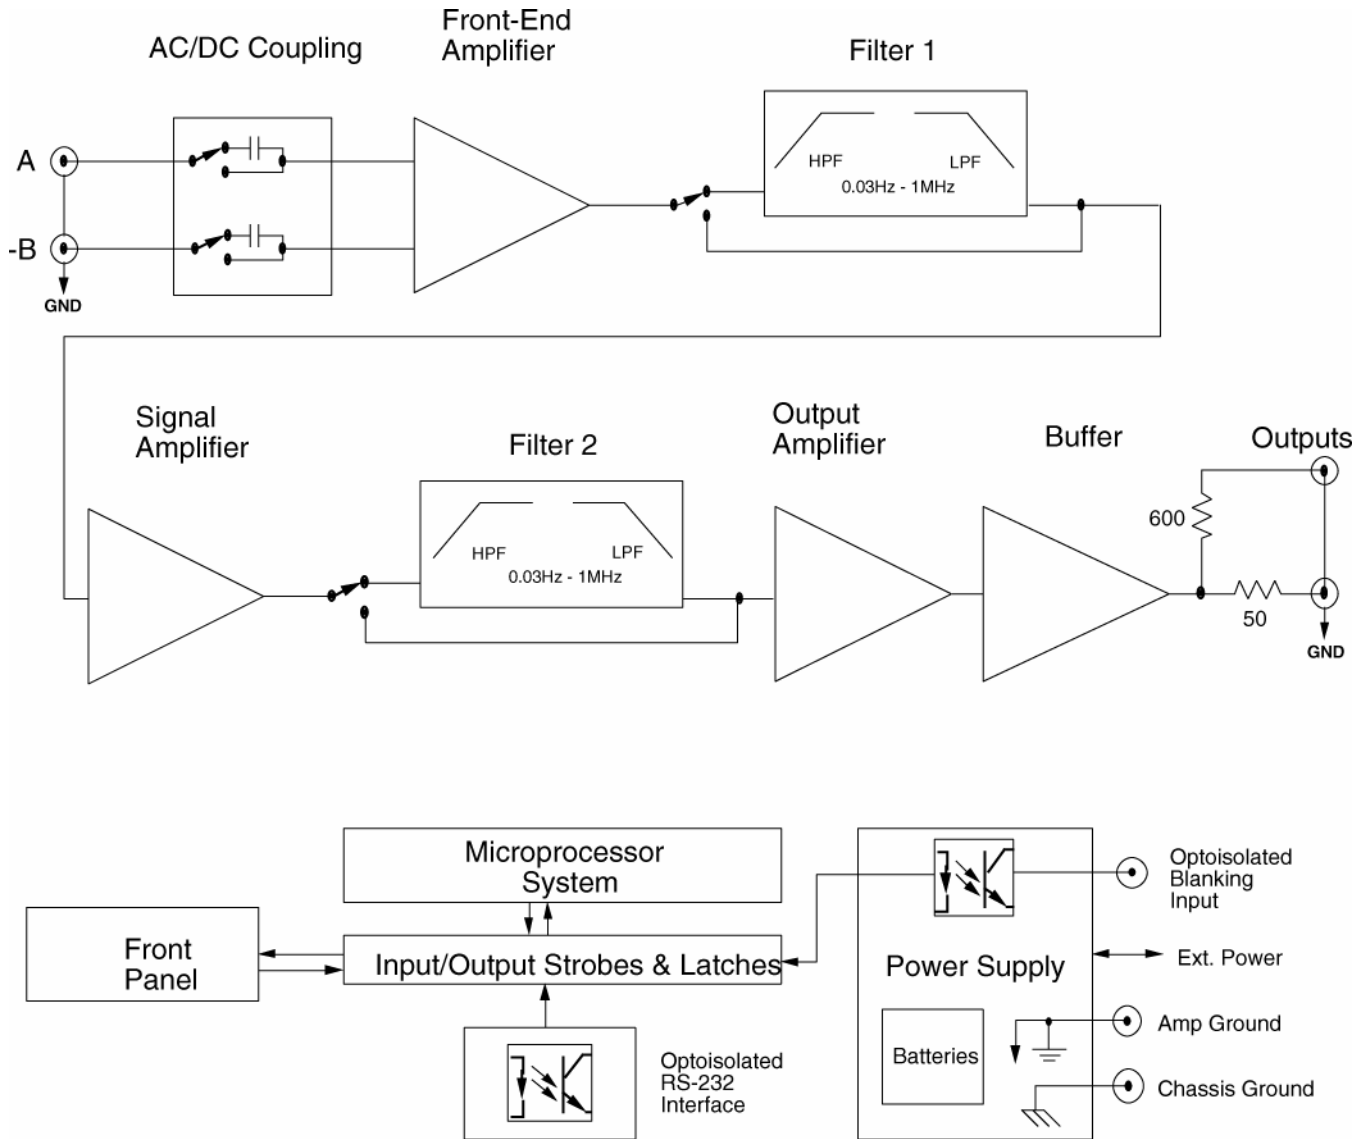 AC/DC Coupling
Front-End
Amplifier
Filter 1
A
HPF
LPF
0.03Hz - 1MHz
-B
GND
Signal
Amplifier
Filter 2
Output
Amplifier
Buffer
Outputs
HPF
LPF
0.03Hz - 1MHz
600
50
GND
Microprocessor
System
Front
Panel
Input/Output Strobes & Latches
Optoisolated
RS-232
Interface
Power Supply
Batteries
Optoisolated
Blanking
Input
Ext. Power
Amp Ground
Chassis Ground